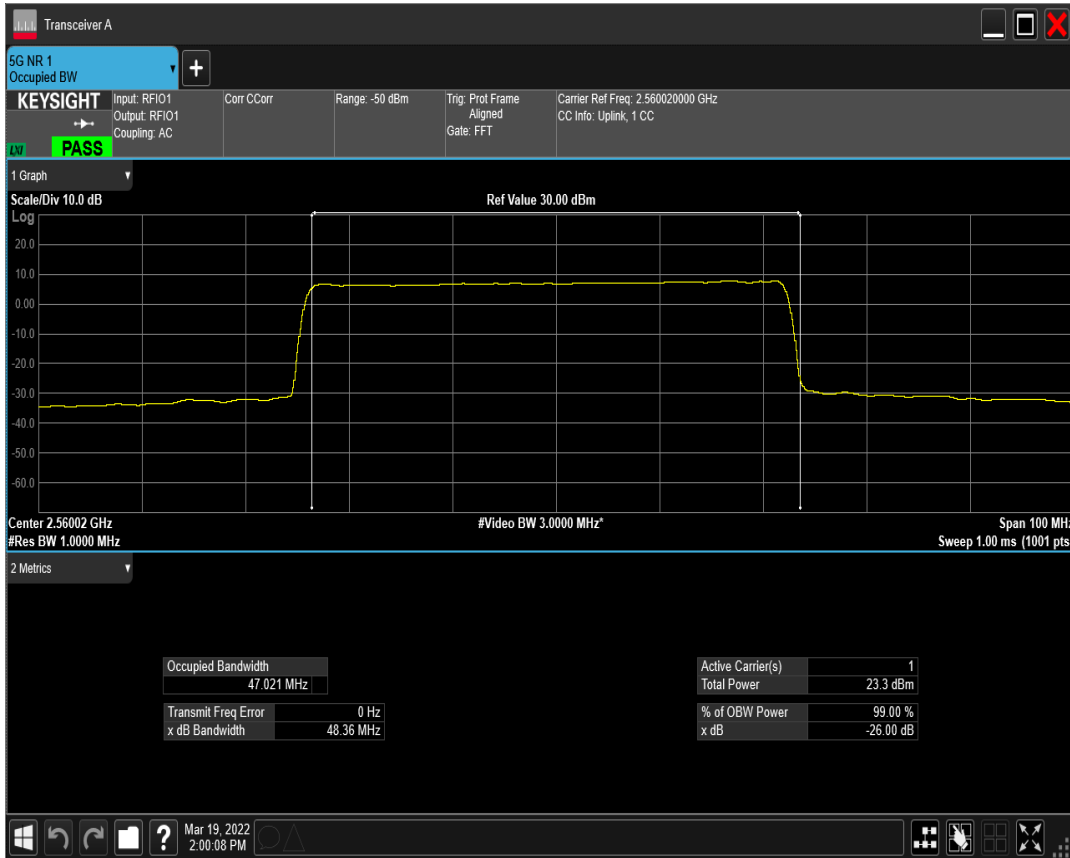 Transceiver A
5G NR 1
Occupied BW
KEYSIGHT
LXI
PASS
Input: RFIO1
Output: RFIO1
Coupling: AC
Corr CCorr
Range: -50 dBm
Trig: Prot Frame
Aligned
Gate: FFT
Carrier Ref Freq: 2.560020000 GHz
CC Info: Uplink, 1 CC
1 Graph
Scale/Div 10.0 dB
Ref Value 30.00 dBm
Log
20.0
10.0
0.00
-10.0
-20.0
-30.0
-40.0
-50.0
-60.0
Center 2.56002 GHz
#Video BW 3.0000 MHz*
Span 100 MHz
#Res BW 1.0000 MHz
Sweep 1.00 ms (1001 pts
2 Metrics
Occupied Bandwidth
47.021 MHz
Transmit Freq Error 0 Hz
x dB Bandwidth 48.36 MHz
Active Carrier(s) 1
Total Power 23.3 dBm
% of OBW Power 99.00 %
x dB -26.00 dB
?
Mar 19, 2022
2:00:08 PM